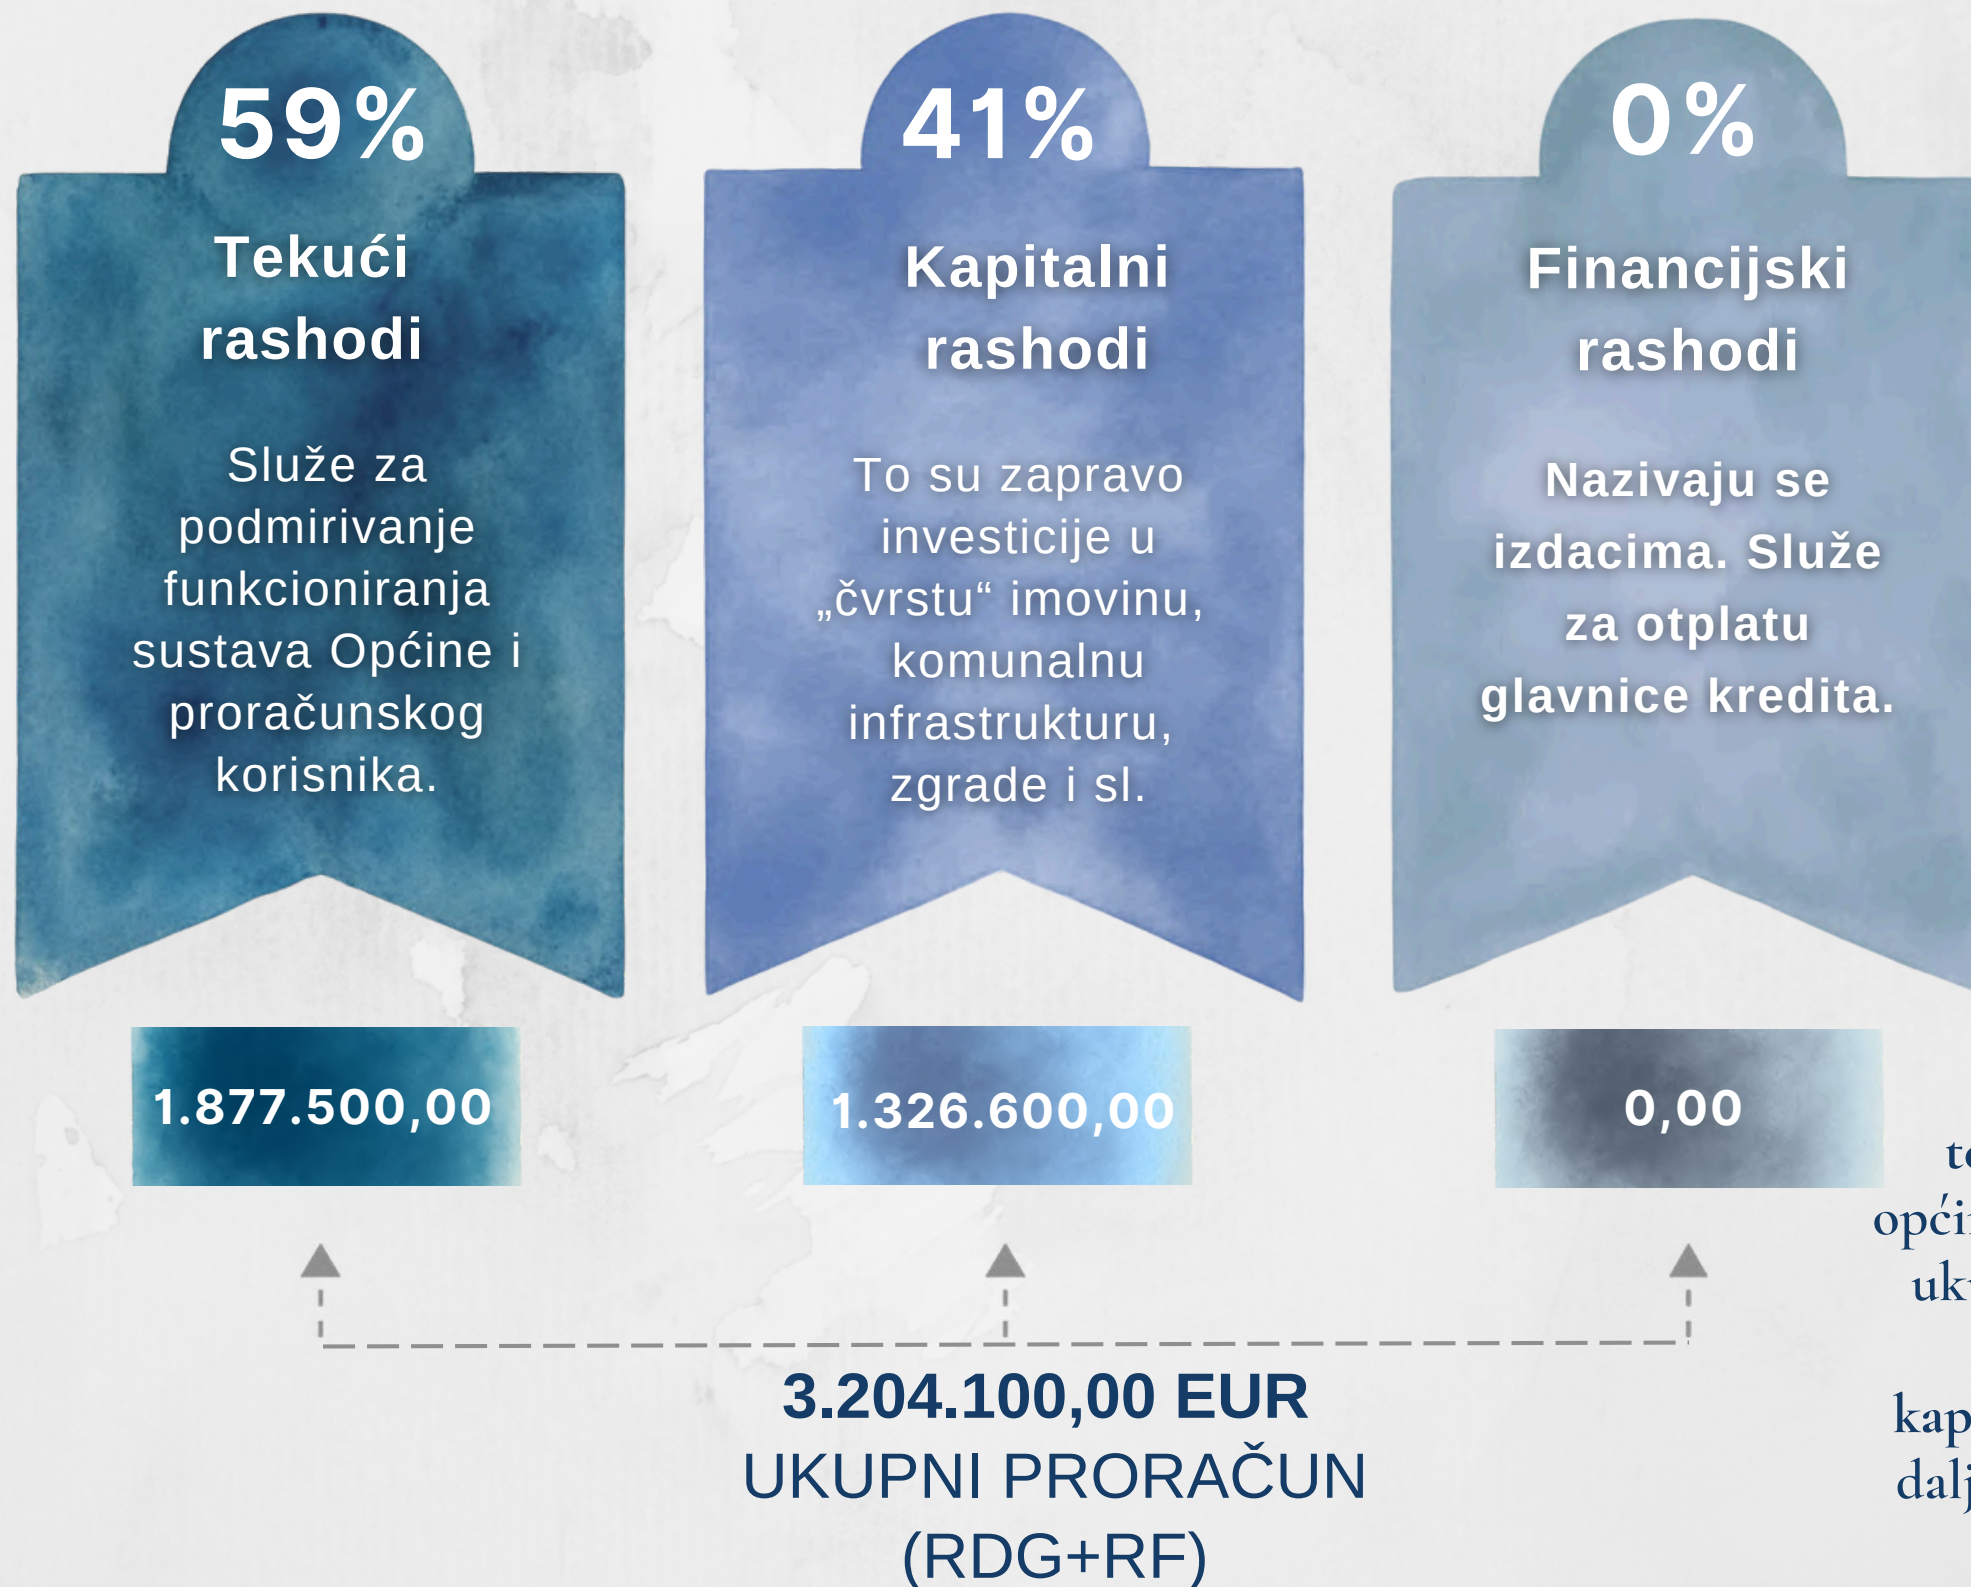 59%
Tekući
rashodi
Služe za
podmirivanje
funkcioniranja
sustava Općine i
proračunskog
korisnika.
1.877.500,00
41%
Kapitalni
rashodi
To su zapravo
investicije u
„čvrstu“ imovinu,
komunalnu
infrastrukturu,
zgrade i sl.
1.326.600,00
0%
Financijski
rashodi
Nazivaju se
izdacima. Služe
za otplatu
glavnice kredita.
0,00
3.204.100,00 EUR
UKUPNI PRORAČUN
(RDG+RF)